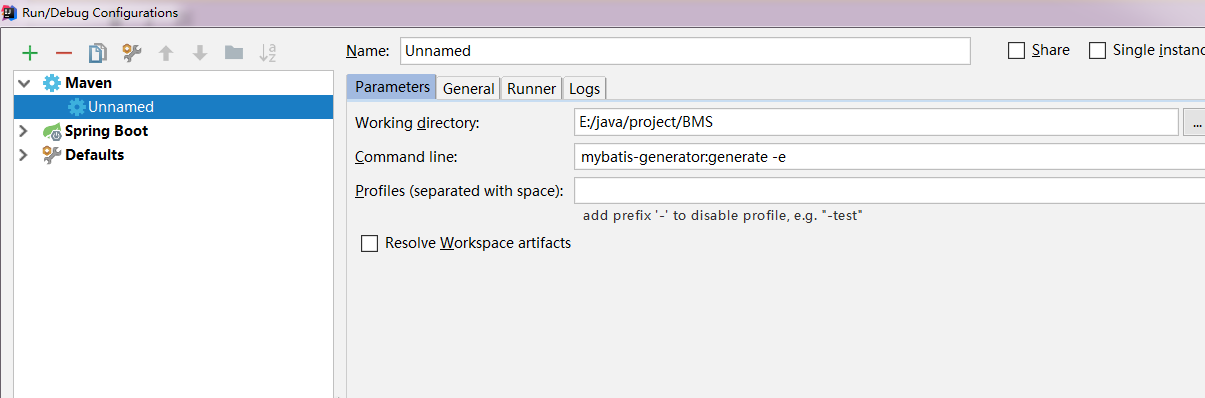 Run/Debug Configurations
Name: Unnamed
Share
Single instanc
Maven
Unnamed
Spring Boot
Defaults
Parameters General Runner Logs
Working directory: E:/java/project/BMS ...
Command line: mybatis-generator:generate -e
Profiles (separated with space):
add prefix '-' to disable profile, e.g. "-test"
Resolve Workspace artifacts